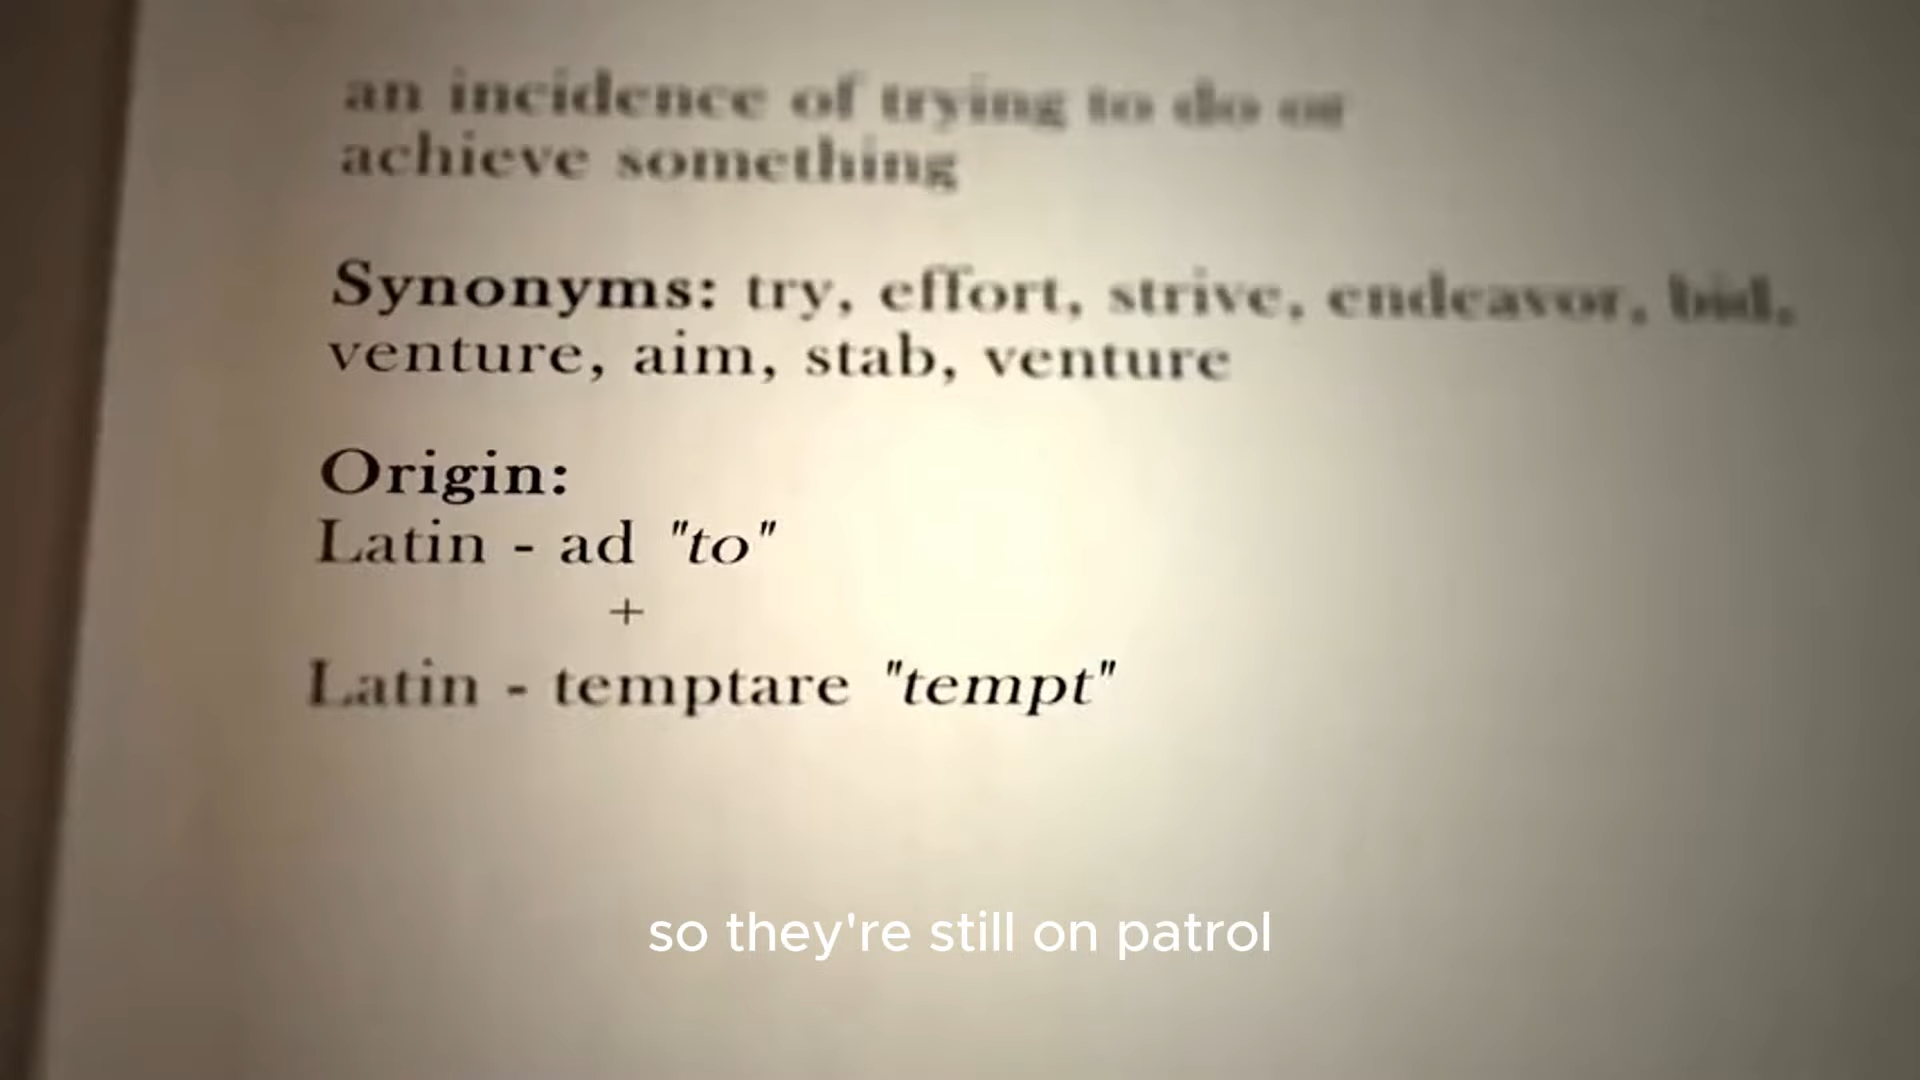 an incidence of trying to do or
achieve something
Synonyms: try, effort, strive, endeavor, bid,
venture, aim, stab, venture
Origin:
Latin - ad "to"
+
Latin - temptare "tempt"
so they're still on patrol